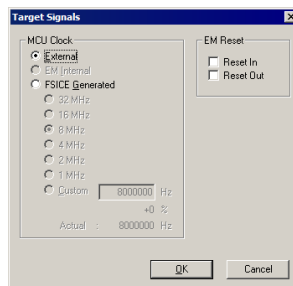 Target Signals
MCU Clock
External
EM Internal
FSICE Generated
32 MHz
16 MHz
8 MHz
4 MHz
2 MHz
1 MHz
Custom 8000000 Hz
+0 %
Actual : 8000000 Hz
EM Reset
Reset In
Reset Out
OK Cancel